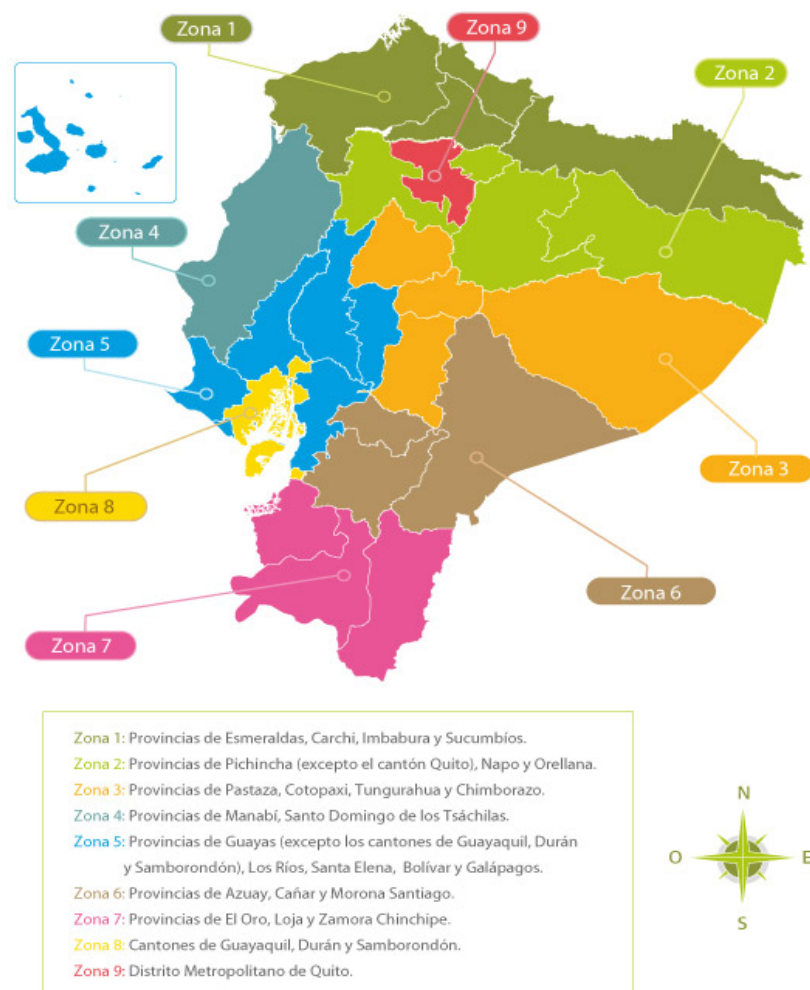 Zona 1
Zona 9
Zona 2
Zona 4
Zona 5
Zona 3
Zona 8
Zona 6
Zona 7
Zona 1: Provincias de Esmeraldas, Carchi, Imbabura y Sucumbíos.
Zona 2: Provincias de Pichincha (excepto el cantón Quito), Napo y Orellana.
Zona 3: Provincias de Pastaza, Cotopaxi, Tungurahua y Chimborazo.
Zona 4: Provincias de Manabí, Santo Domingo de los Tsáchilas.
Zona 5: Provincias de Guayas (excepto los cantones de Guayaquil, Durán
y Samborondón), Los Ríos, Santa Elena, Bolívar y Galápagos.
Zona 6: Provincias de Azuay, Cañar y Morona Santiago.
Zona 7: Provincias de El Oro, Loja y Zamora Chinchipe.
Zona 8: Cantones de Guayaquil, Durán y Samborondón.
Zona 9: Distrito Metropolitano de Quito.
N
O
E
S